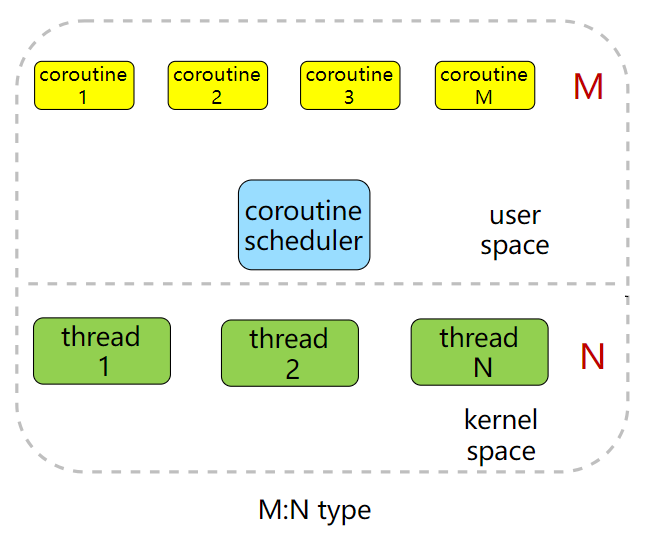 coroutine
1
coroutine
2
coroutine
3
coroutine
M
M
coroutine
scheduler
user
space
thread
1
thread
2
thread
N
N
kernel
space
M:N type